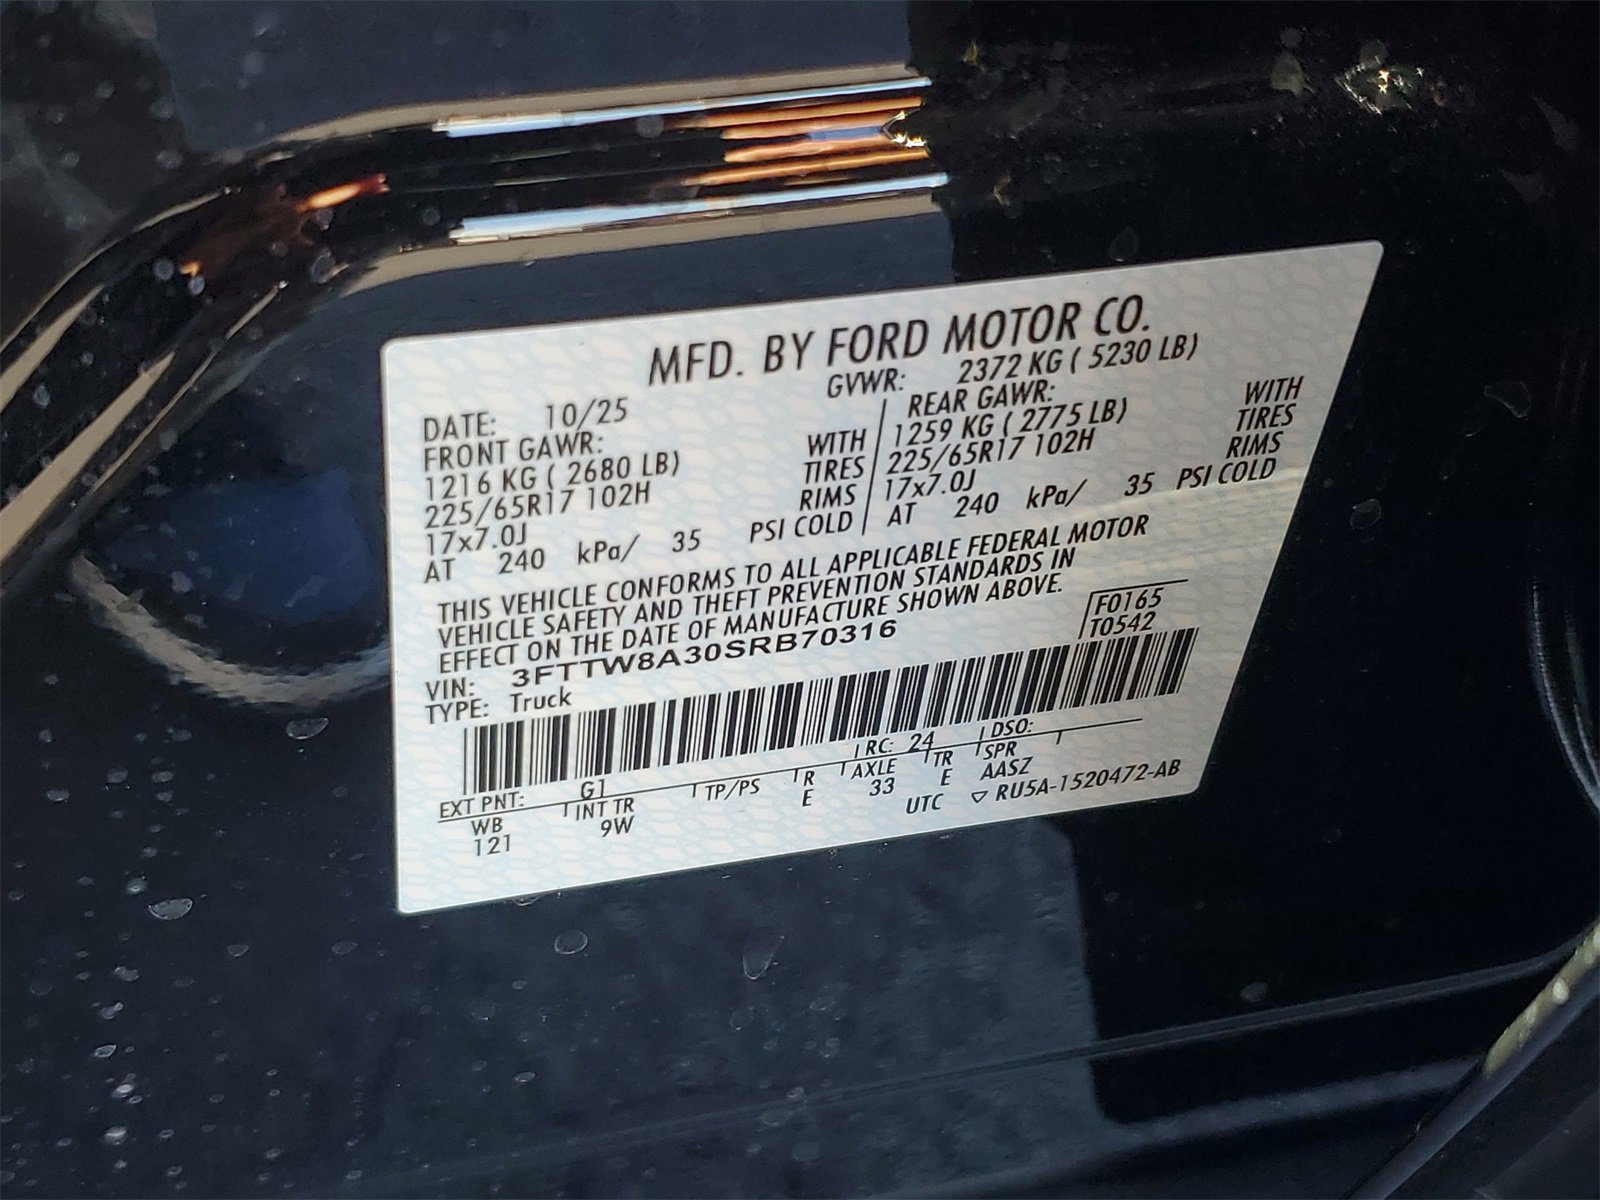 MFD. BY FORD MOTOR CO.
DATE: 10/25 GVWR: 2372 KG ( 5230 LB)
FRONT GAWR: REAR GAWR:
1216 KG ( 2680 LB) WITH 1259 KG ( 2775 LB) WITH
225/65R17 102H TIRES 225/65R17 102H TIRES
17x7.0J RIMS 17x7.0J RIMS
AT 240 kPa/ 35 PSI COLD AT 240 kPa/ 35 PSI COLD
THIS VEHICLE CONFORMS TO ALL APPLICABLE FEDERAL MOTOR
VEHICLE SAFETY AND THEFT PREVENTION STANDARDS IN
EFFECT ON THE DATE OF MANUFACTURE SHOWN ABOVE.
VIN: 3FTTW8A30SRB70316 F0165
TYPE: Truck T0542
EXT PNT: G1 RC: 24 DSO:
WB INT TR TP/PS R AXLE TR SPR
121 9W E 33 E AASZ
UTC ▽ RU5A-1520472-AB